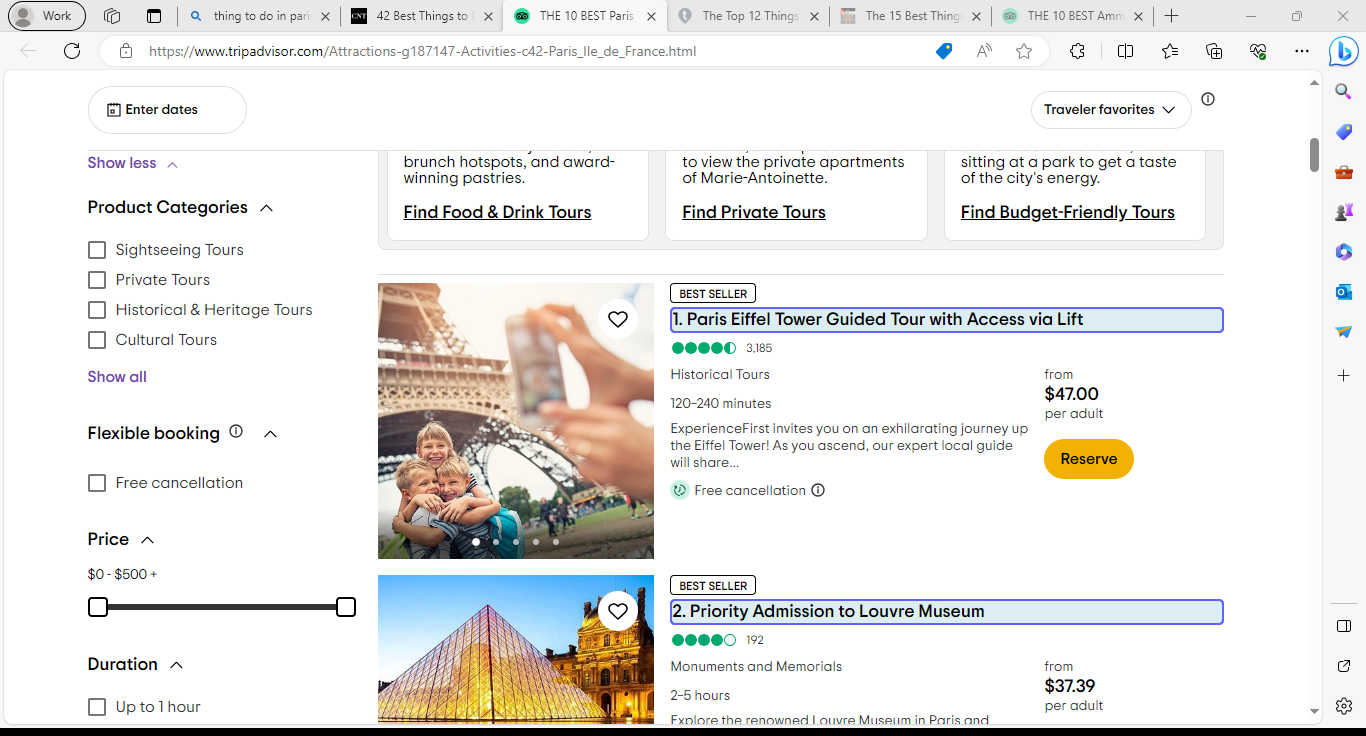 Work
thing to do in pari
42 Best Things to D
THE 10 BEST Paris
The Top 12 Things
The 15 Best Things
THE 10 BEST Amm
https://www.tripadvisor.com/Attractions-g187147-Activities-c42-Paris_Ile_de_France.html
Enter dates
Traveler favorites
Show less
Product Categories
Sightseeing Tours
Private Tours
Historical & Heritage Tours
Cultural Tours
Show all
Flexible booking
Free cancellation
Price
$0 - $500 +
Duration
Up to 1 hour
brunch hotspots, and award-
winning pastries.
Find Food & Drink Tours
to view the private apartments
of Marie-Antoinette.
Find Private Tours
sitting at a park to get a taste
of the city's energy.
Find Budget-Friendly Tours
BEST SELLER
1. Paris Eiffel Tower Guided Tour with Access via Lift
3,185
Historical Tours
120–240 minutes
ExperienceFirst invites you on an exhilarating journey up
the Eiffel Tower! As you ascend, our expert local guide
will share...
Free cancellation
from
$47.00
per adult
Reserve
BEST SELLER
2. Priority Admission to Louvre Museum
192
Monuments and Memorials
2–5 hours
Explore the renowned Louvre Museum in Paris and
from
$37.39
per adult